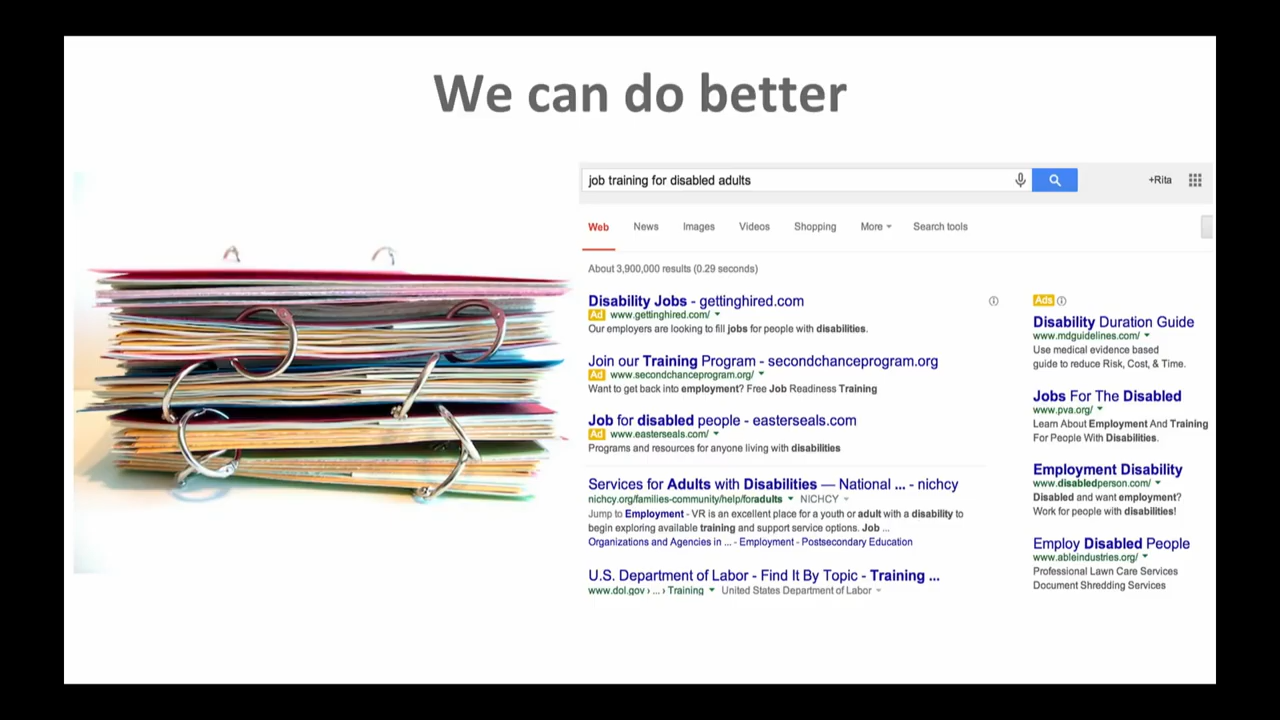 We can do better
job training for disabled adults
+Rita
Web News Images Videos Shopping More Search tools
About 3,900,000 results (0.29 seconds)
Disability Jobs - gettinghired.com
Ad www.gettinghired.com/
Our employers are looking to fill jobs for people with disabilities.
Join our Training Program - secondchanceprogram.org
Ad www.secondchanceprogram.org/
Want to get back into employment? Free Job Readiness Training
Job for disabled people - easterseals.com
Ad www.easterseals.com/
Programs and resources for anyone living with disabilities
Services for Adults with Disabilities — National ... - nichcy
nichcy.org/families-community/help/foradults NICHCY
Jump to Employment - VR is an excellent place for a youth or adult with a disability to
begin exploring available training and support service options. Job ...
Organizations and Agencies in ... - Employment - Postsecondary Education
U.S. Department of Labor - Find It By Topic - Training ...
www.dol.gov › ... › Training United States Department of Labor
Ads
Disability Duration Guide
www.mdguidelines.com/
Use medical evidence based
guide to reduce Risk, Cost, & Time.
Jobs For The Disabled
www.pva.org/
Learn About Employment And Training
For People With Disabilities.
Employment Disability
www.disabledperson.com/
Disabled and want employment?
Work for people with disabilities!
Employ Disabled People
www.ableindustries.org/
Professional Lawn Care Services
Document Shredding Services